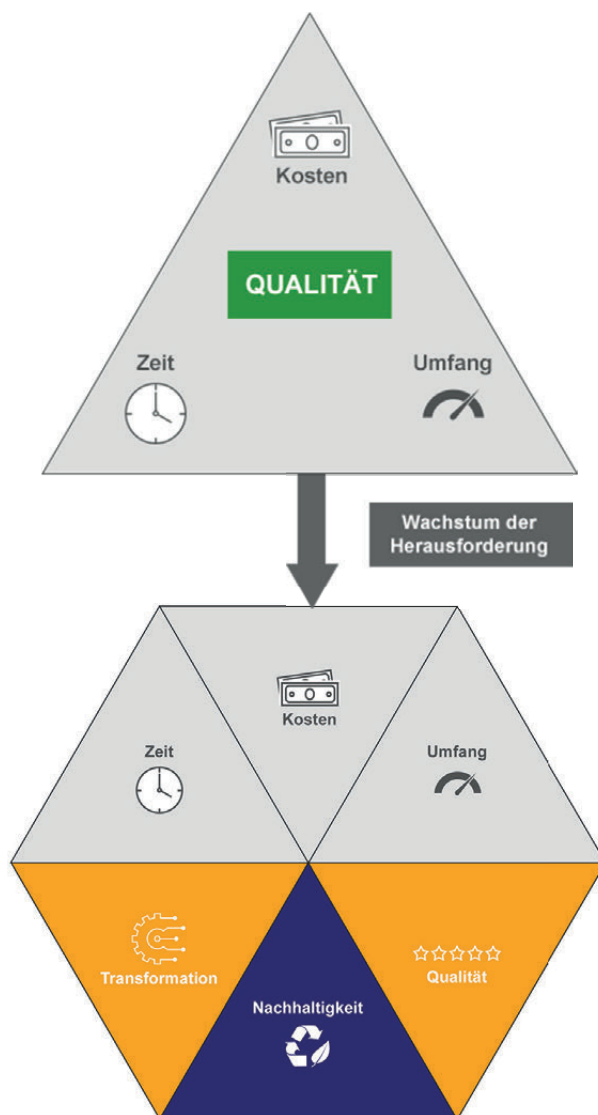 Kosten
QUALITÄT
Zeit
Umfang
Wachstum der
Herausforderung
Kosten
Zeit
Umfang
Transformation
Qualität
Nachhaltigkeit